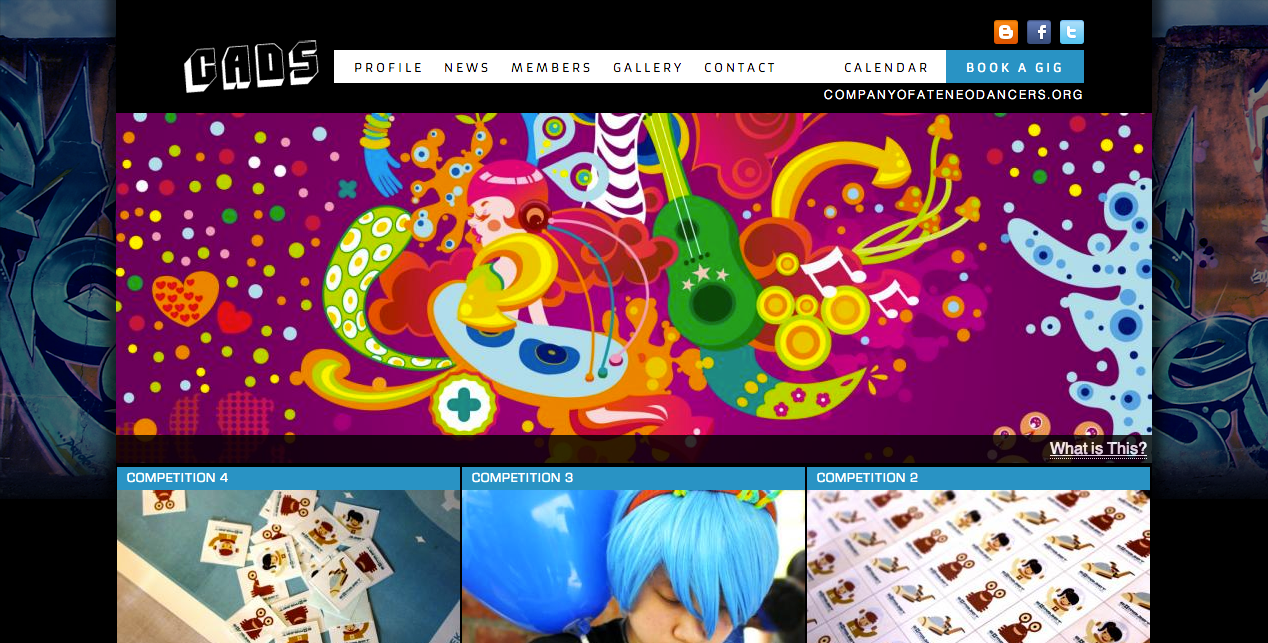 CADS
PROFILE NEWS MEMBERS GALLERY CONTACT CALENDAR BOOK A GIG
COMPANYOFATENEODANCERS.ORG
What is This?
COMPETITION 4 COMPETITION 3 COMPETITION 2